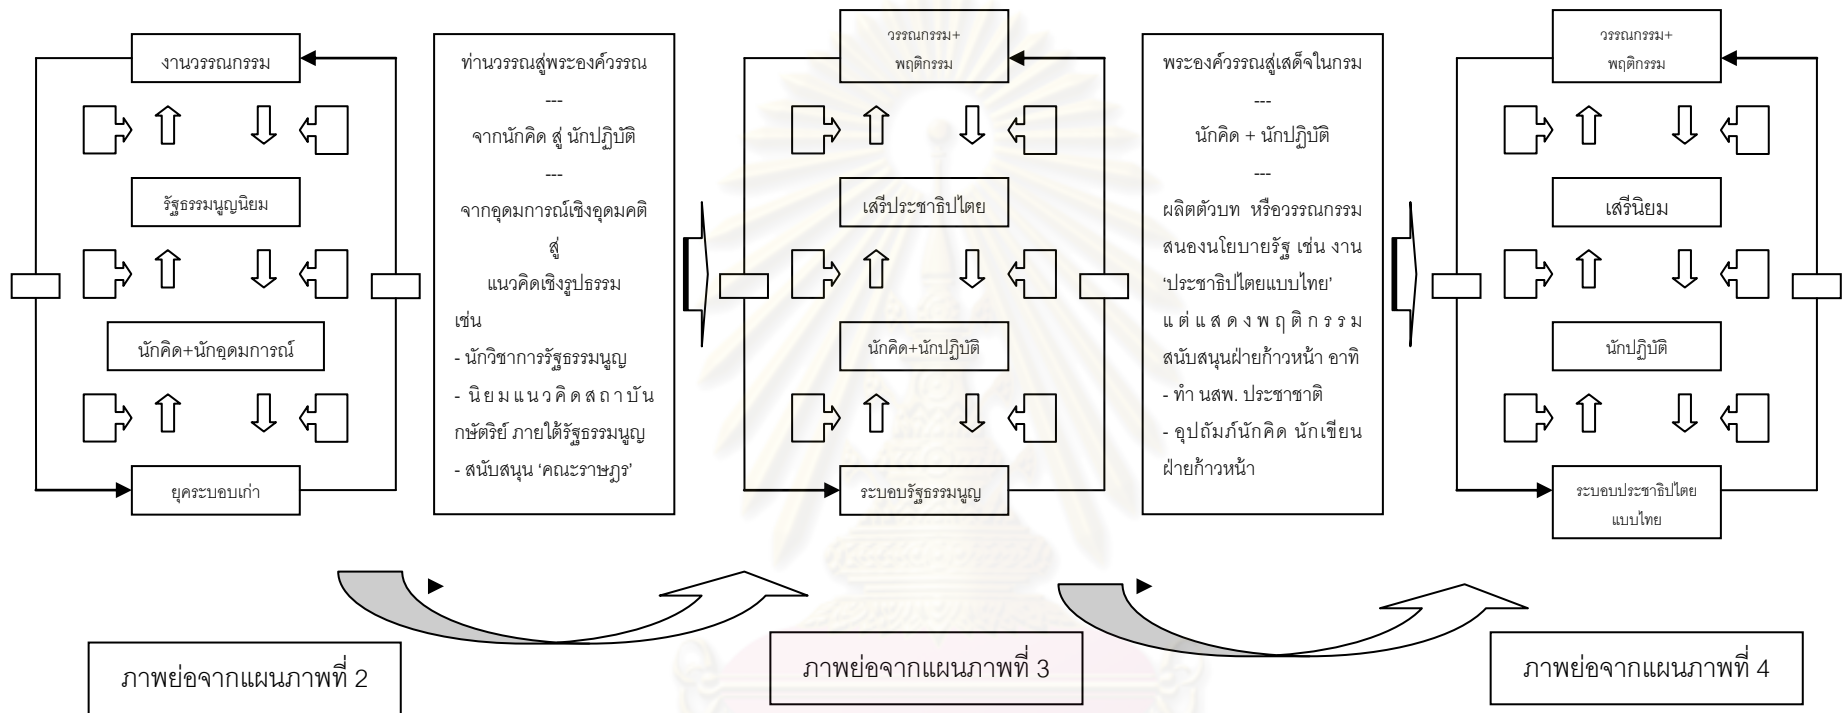 งานวรรณกรรม
รัฐธรรมนูญนิยม
นักคิด+นักอุดมการณ์
ยุคระบอบเก่า
ท่านวรรณสู่พระองค์วรรณ
---
จากนักคิด สู่ นักปฏิบัติ
---
จากอุดมการณ์เชิงอุดมคติ
สู่
แนวคิดเชิงรูปธรรม
เช่น
- นักวิชาการรัฐธรรมนูญ
- นิยมแนวคิดสถาบัน
กษัตริย์ ภายใต้รัฐธรรมนูญ
- สนับสนุน ‘คณะราษฎร’
วรรณกรรม+
พฤติกรรม
เสรีประชาธิปไตย
นักคิด+นักปฏิบัติ
ระบอบรัฐธรรมนูญ
พระองค์วรรณสู่เสด็จในกรม
---
นักคิด + นักปฏิบัติ
---
ผลิตตัวบท หรือวรรณกรรม
สนองนโยบายรัฐ เช่น งาน
‘ประชาธิปไตยแบบไทย’
แต่แสดงพฤติกรรม
สนับสนุนฝ่ายก้าวหน้า อาทิ
- ทำ นสพ. ประชาชาติ
- อุปถัมภ์นักคิด นักเขียน
ฝ่ายก้าวหน้า
วรรณกรรม+
พฤติกรรม
เสรีนิยม
นักปฏิบัติ
ระบอบประชาธิปไตย
แบบไทย
ภาพย่อจากแผนภาพที่ 2
ภาพย่อจากแผนภาพที่ 3
ภาพย่อจากแผนภาพที่ 4